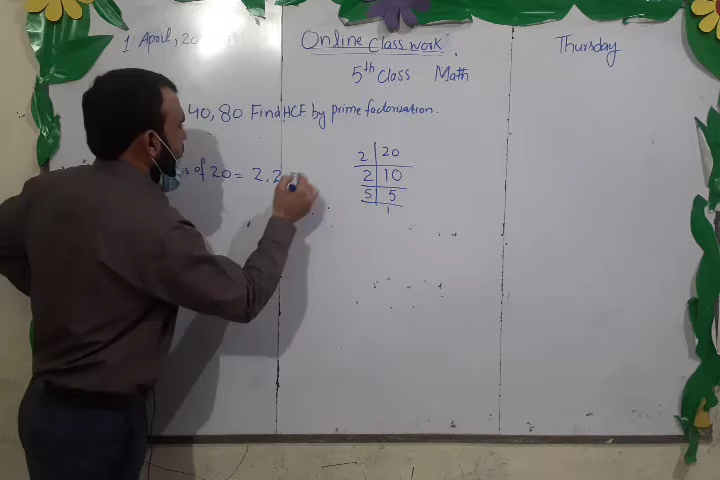 1 April, 20
Online Class work
Thursday
5th Class Math
40, 80 Find HCF by prime factorization.
s of 20 = 2, 2
2 | 20
2 | 10
5 | 5
1